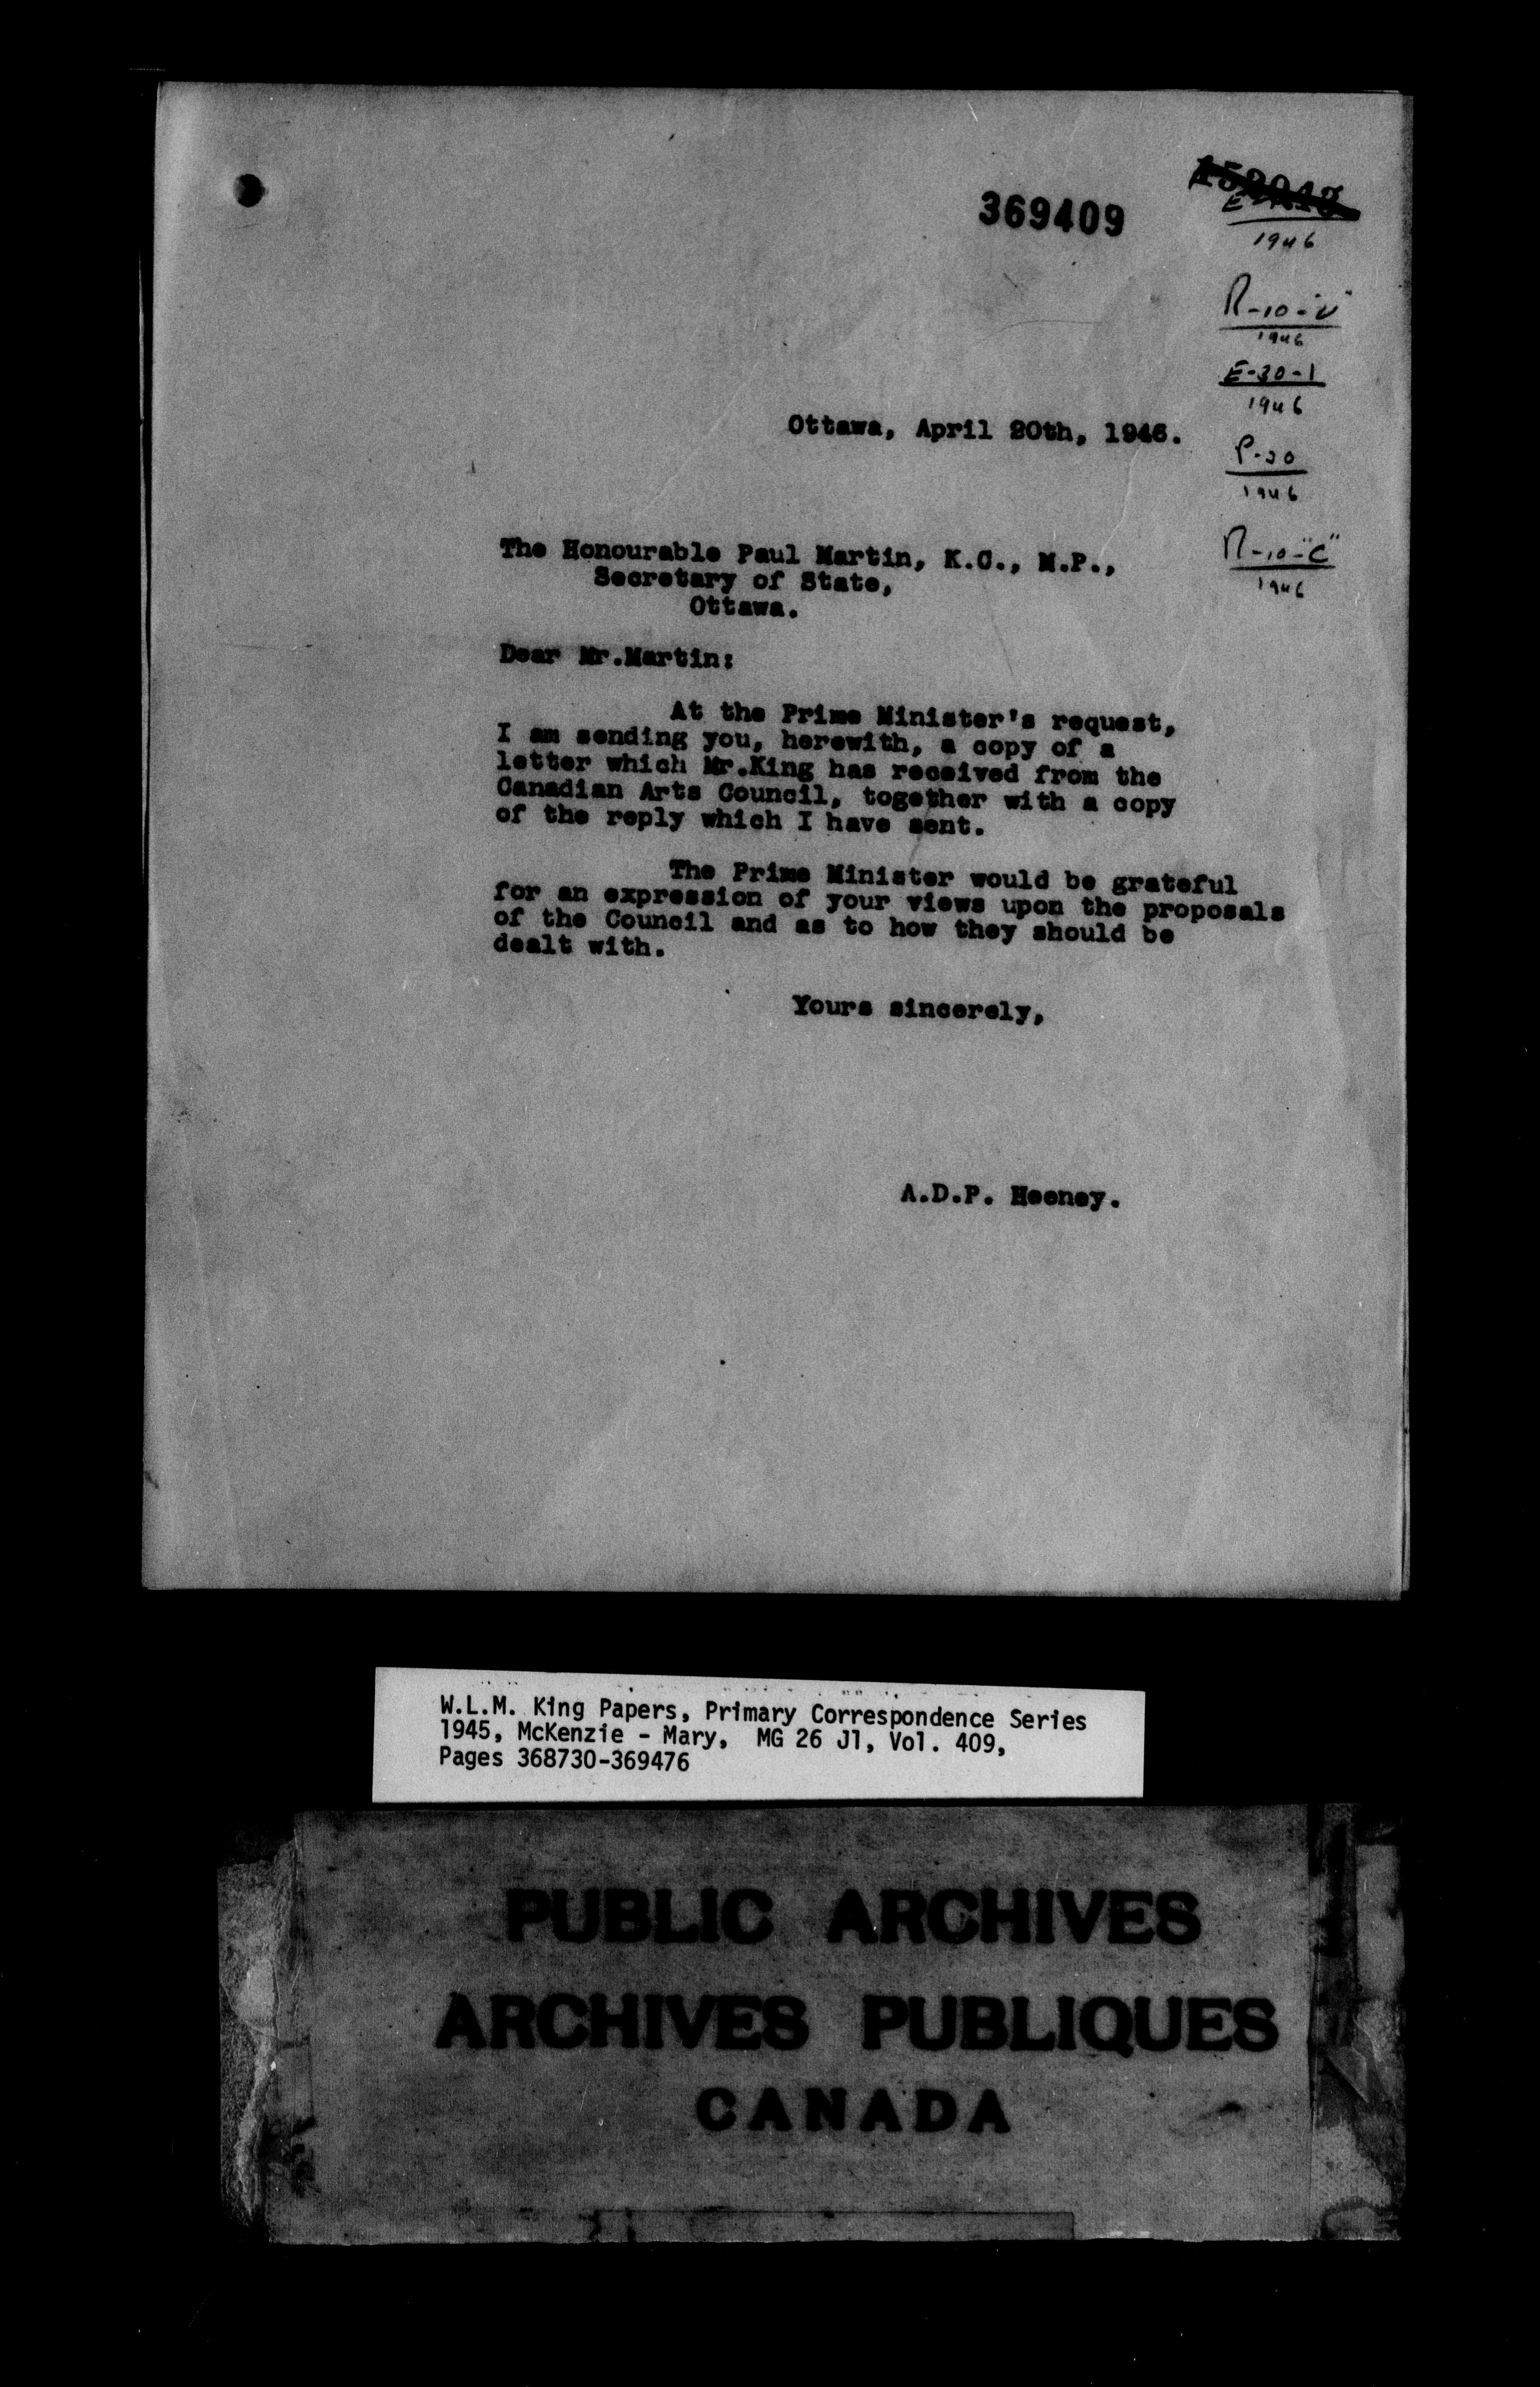 369409
1946
R-10-"V"
1946
E-30-1
1946
P-20
1946
Ottawa, April 20th, 1946.
The Honourable Paul Martin, K.C., M.P.,
Secretary of State,
Ottawa.
R-10-"C"
1946
Dear Mr.Martin:
At the Prime Minister's request,
I am sending you, herewith, a copy of a
letter which Mr.King has received from the
Canadian Arts Council, together with a copy
of the reply which I have sent.
The Prime Minister would be grateful
for an expression of your views upon the proposals
of the Council and as to how they should be
dealt with.
Yours sincerely,
A.D.P. Heeney.
W.L.M. King Papers, Primary Correspondence Series
1945, McKenzie - Mary, MG 26 J1, Vol. 409,
Pages 368730-369476
PUBLIC ARCHIVES
ARCHIVES PUBLIQUES
CANADA